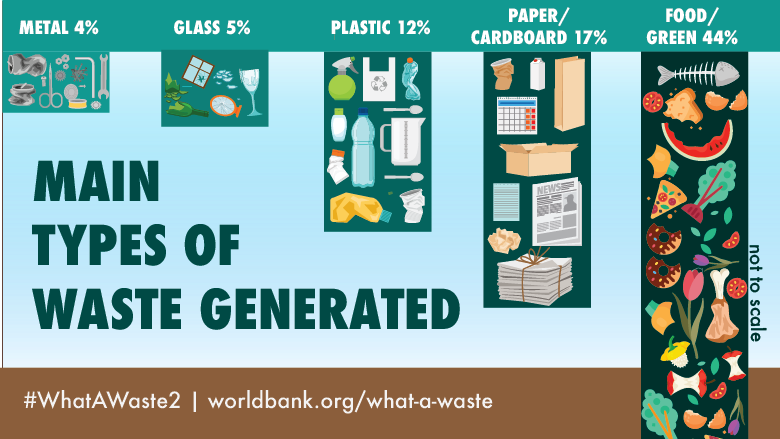 METAL 4%
GLASS 5%
PLASTIC 12%
PAPER/
CARDBOARD 17%
FOOD/
GREEN 44%
NEWS
MAIN
TYPES OF
WASTE GENERATED
not to scale
#WhatAWaste2 | worldbank.org/what-a-waste